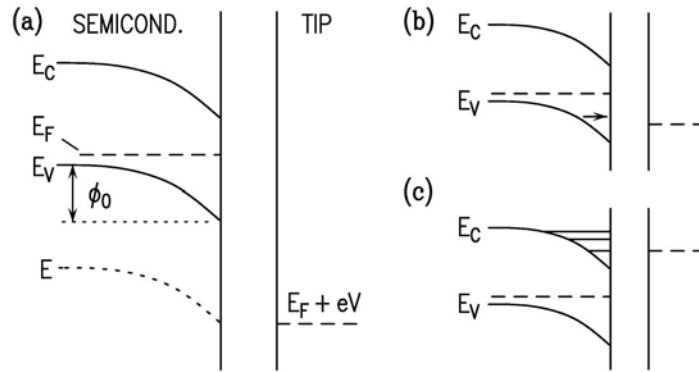 (a) SEMICOND. TIP
E_C
E_F
E_V
ϕ_0
E
E_F + eV
(b)
E_C
E_V
(c)
E_C
E_V